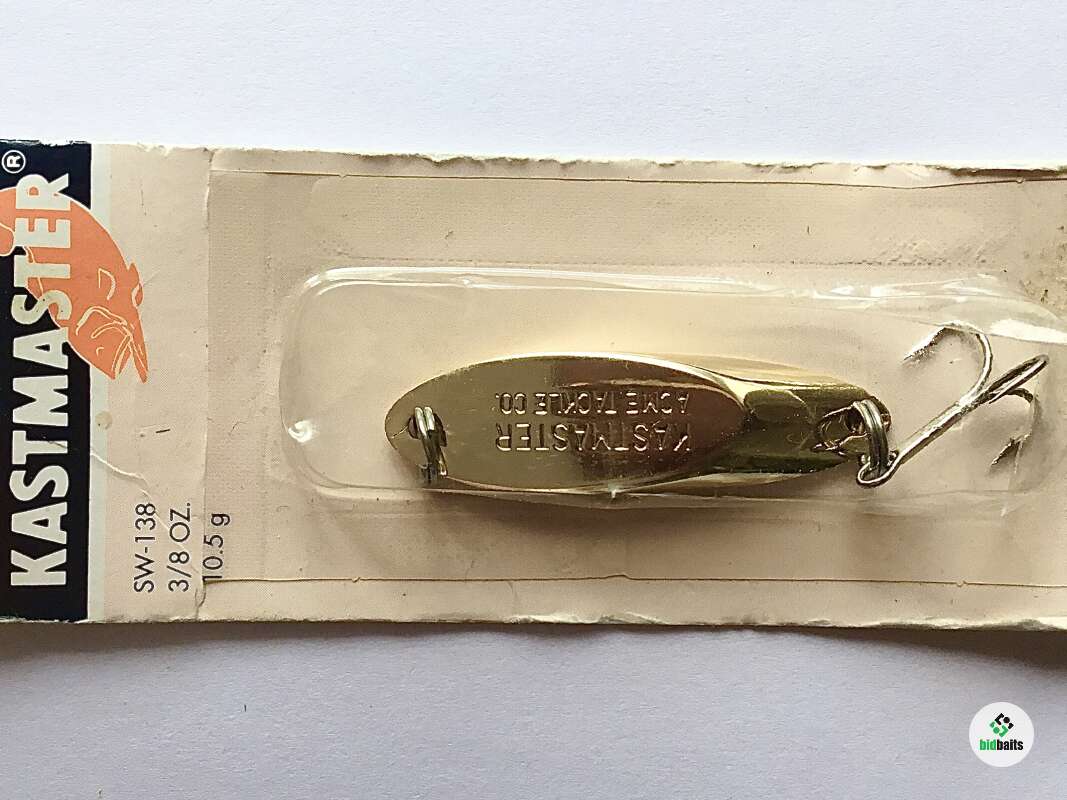 KASTMASTER®
SW-138
3/8 OZ.
10.5 g
KASTMASTER
ACME TACKLE CO.
bidbaits